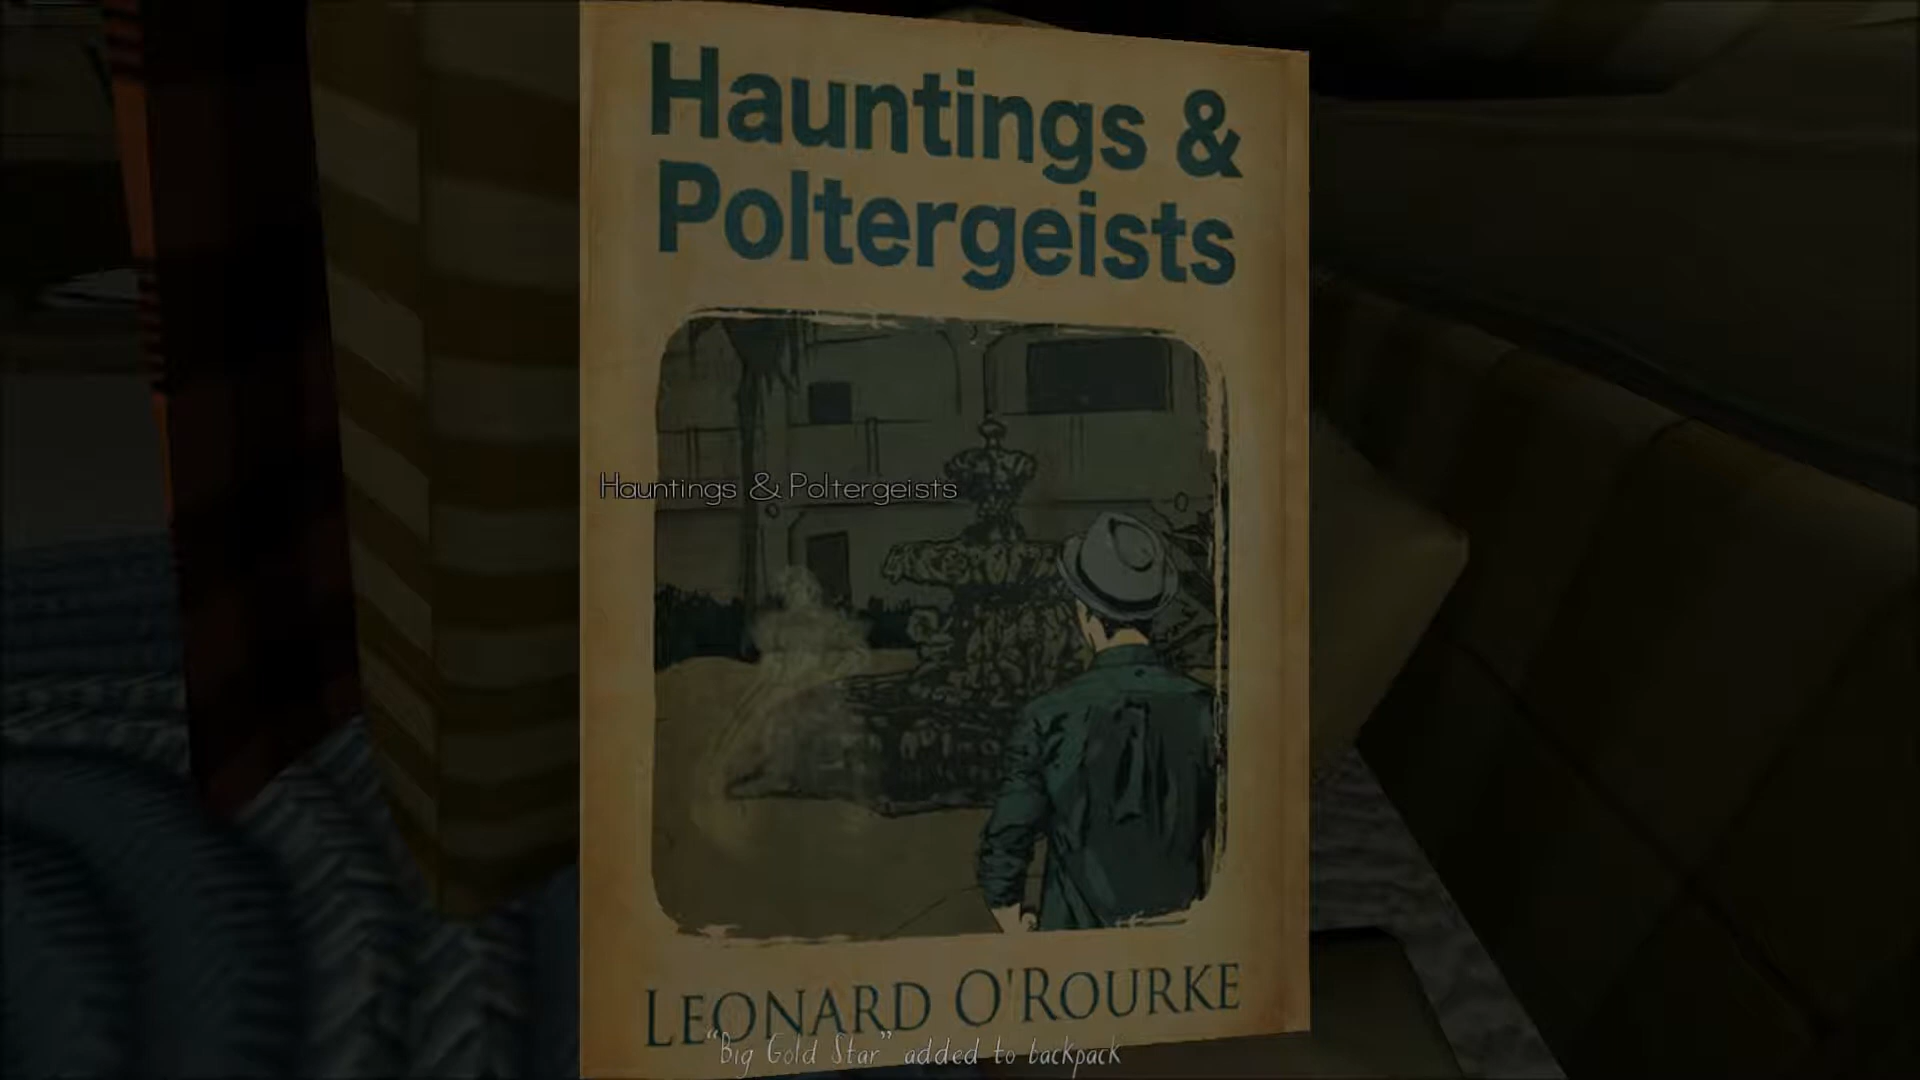 Hauntings &
Poltergeists
Hauntings & Poltergeists
LEONARD O'ROURKE
"Big Gold Star" added to backpack